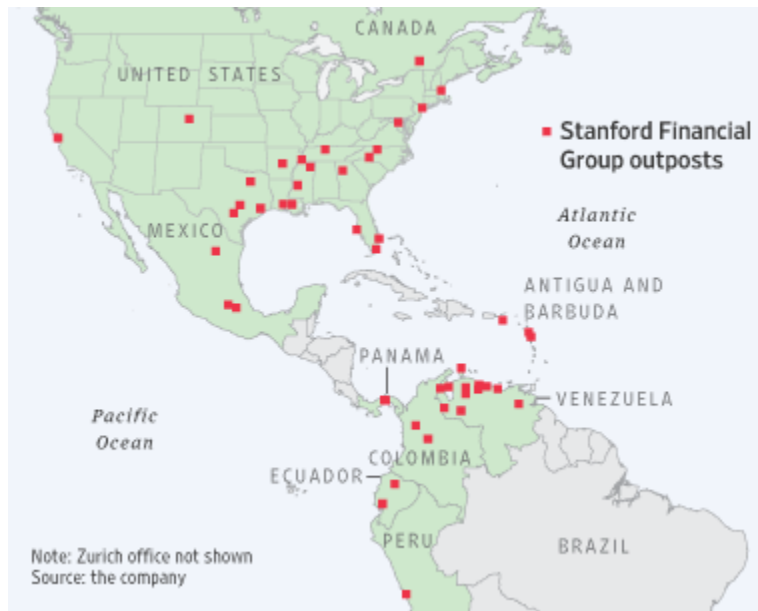 CANADA
UNITED STATES
Stanford Financial
Group outposts
Atlantic
Ocean
MEXICO
ANTIGUA AND
BARBUDA
PANAMA
Pacific
Ocean
VENEZUELA
COLOMBIA
ECUADOR
PERU
BRAZIL
Note: Zurich office not shown
Source: the company